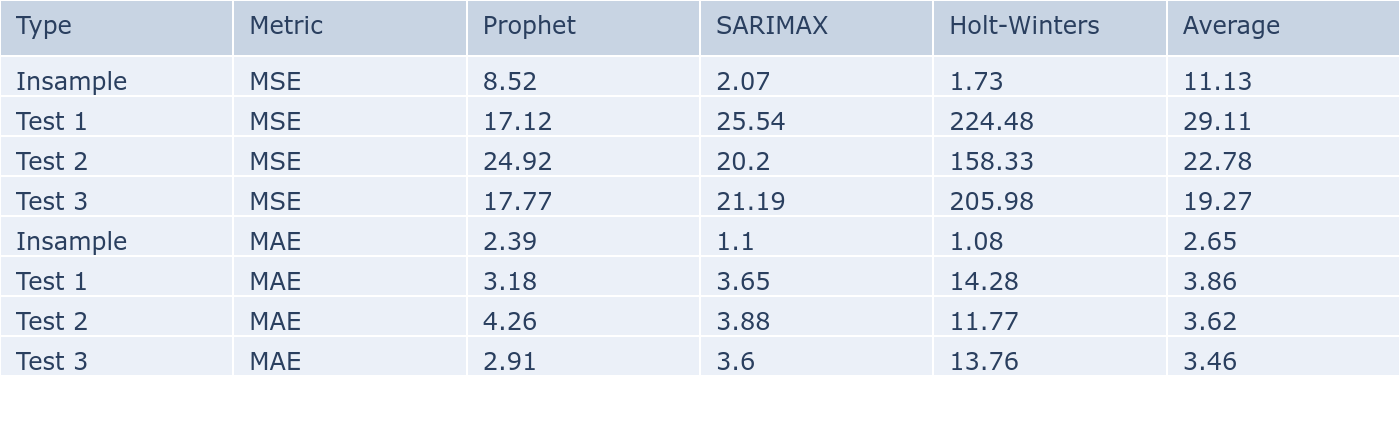 Type Metric Prophet SARIMAX Holt-Winters Average
Insample MSE 8.52 2.07 1.73 11.13
Test 1 MSE 17.12 25.54 224.48 29.11
Test 2 MSE 24.92 20.2 158.33 22.78
Test 3 MSE 17.77 21.19 205.98 19.27
Insample MAE 2.39 1.1 1.08 2.65
Test 1 MAE 3.18 3.65 14.28 3.86
Test 2 MAE 4.26 3.88 11.77 3.62
Test 3 MAE 2.91 3.6 13.76 3.46